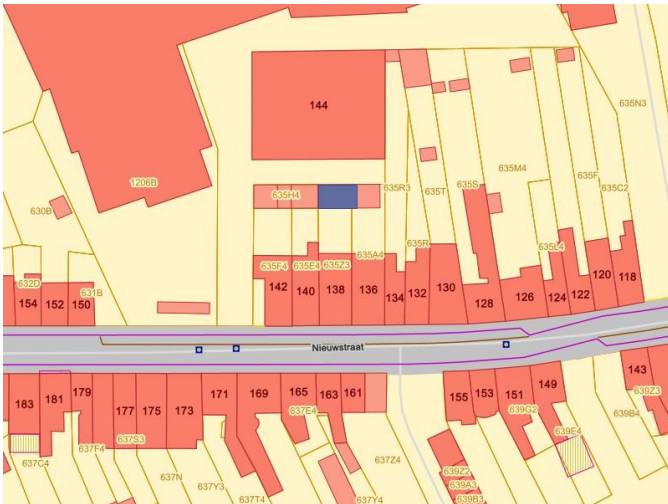 144
635N3
635H4
635R3
635T
635S
635M4
635F
635C2
1206B
630B
635R
635L4
635F4
635E4
635Z3
635A4
632D
631B
154
152
150
142
140
138
136
134
132
130
128
126
124
122
120
118
Nieuwstraat
183
181
179
177
175
173
171
169
165
163
161
155
153
151
149
143
637E4
639G2
639Z3
639B4
639E4
637C4
637F4
637S3
637N
637Y3
637T4
637Z4
637Y4
639Z2
639A3
639B3